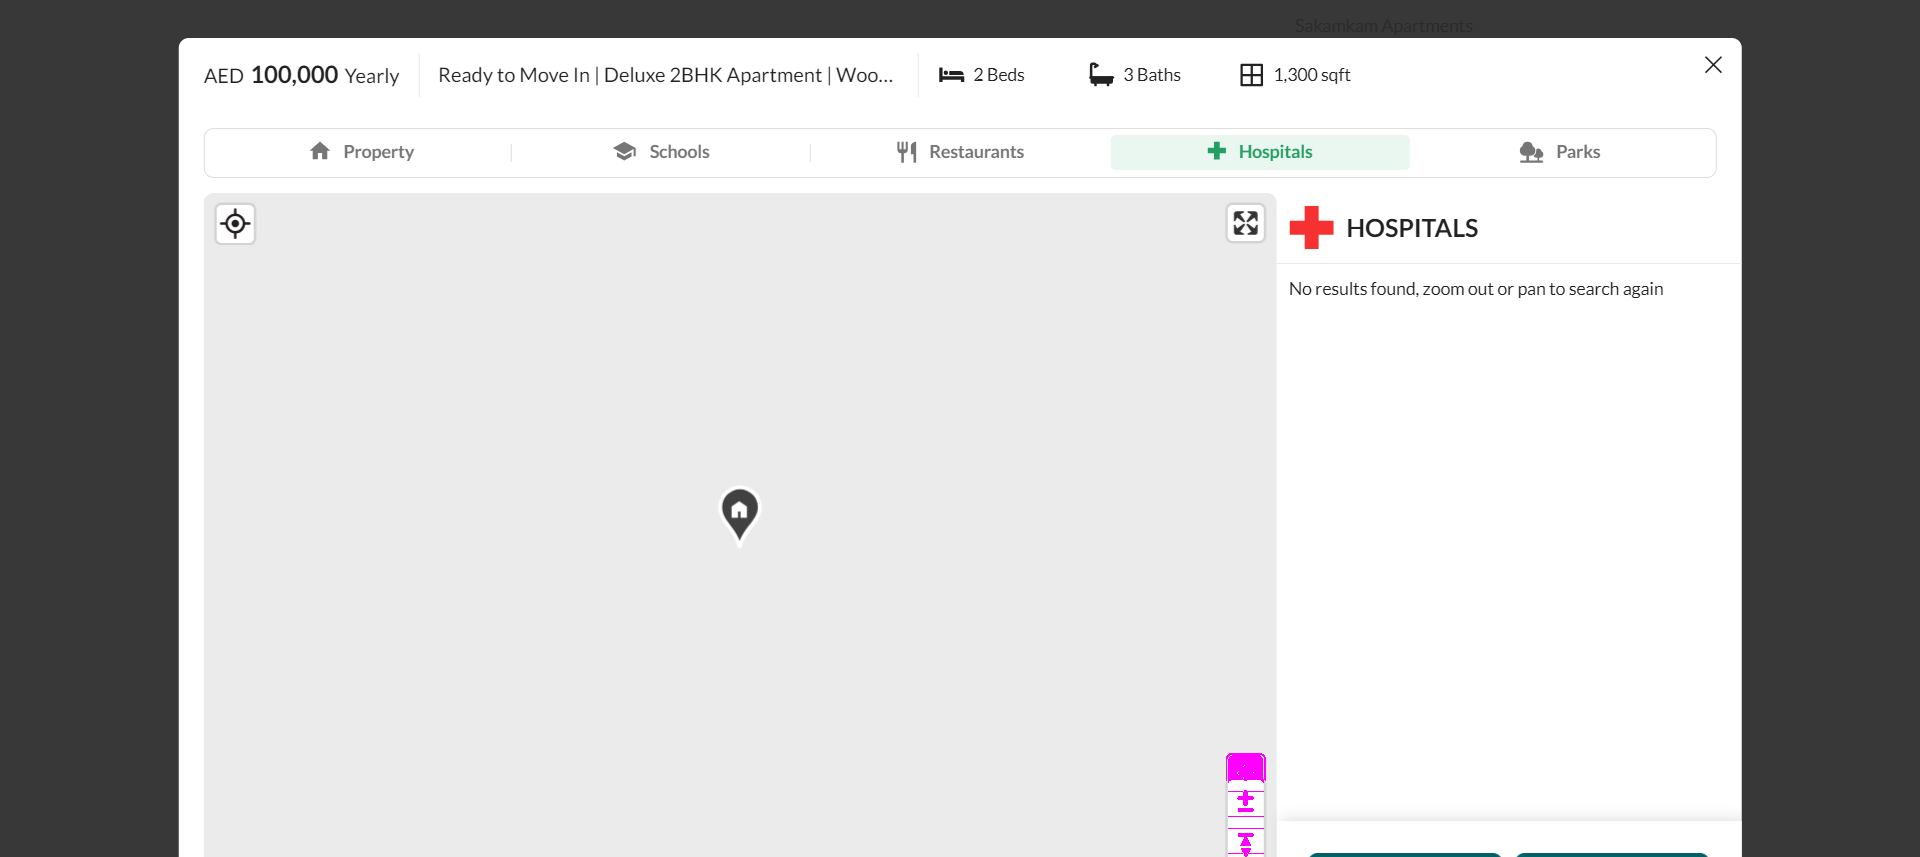 Sakamkam Apartments
AED 100,000 Yearly
Ready to Move In | Deluxe 2BHK Apartment | Woo...
2 Beds
3 Baths
1,300 sqft
Property
Schools
Restaurants
Hospitals
Parks
HOSPITALS
No results found, zoom out or pan to search again